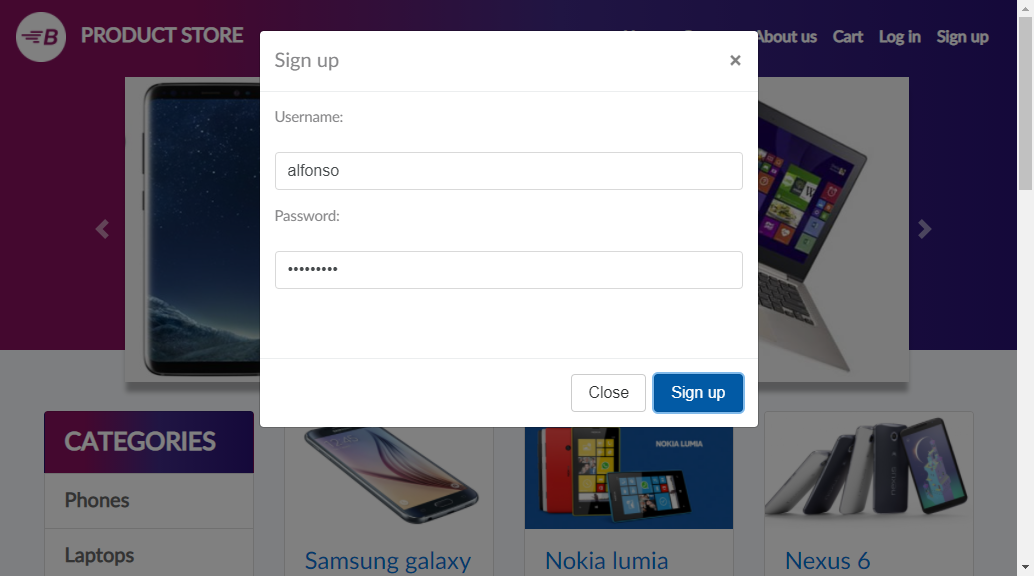 PRODUCT STORE
About us Cart Log in Sign up
Sign up ×
Username:
alfonso
Password:
•••••••••
Close Sign up
CATEGORIES
Phones
Laptops
NOKIA LUMIA
Samsung galaxy
Nokia lumia
Nexus 6